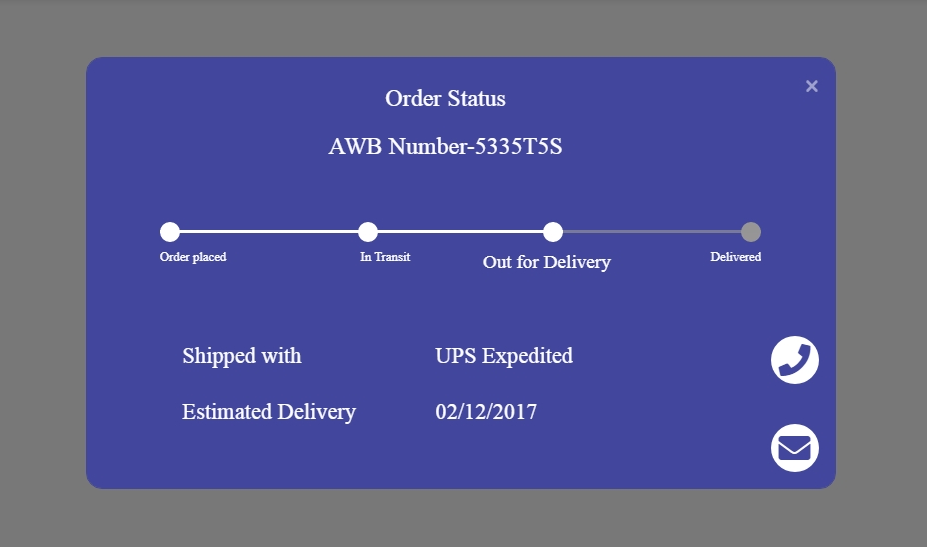 Order Status
×
AWB Number-5335T5S
Order placed
In Transit
Out for Delivery
Delivered
Shipped with
UPS Expedited
Estimated Delivery
02/12/2017